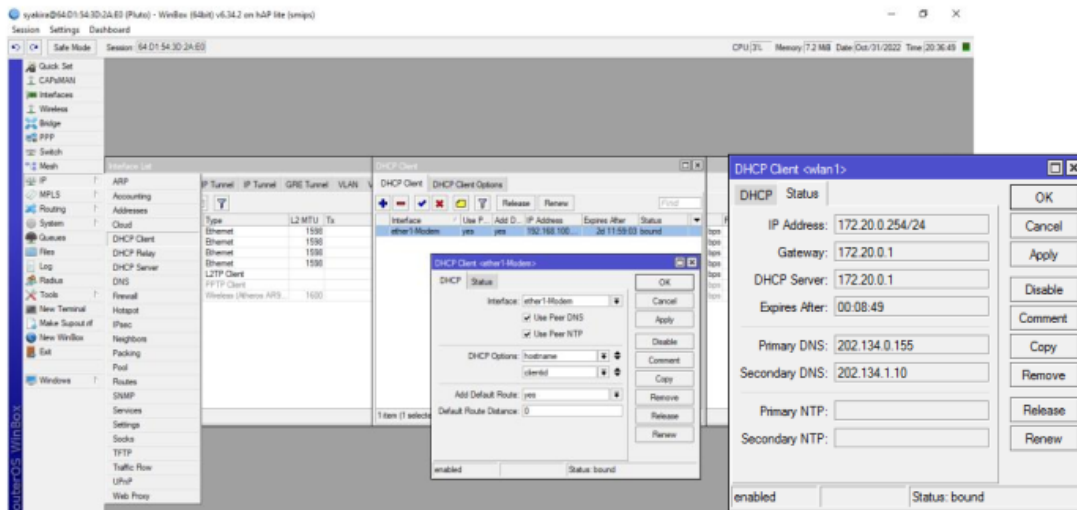 syakira@64:D1:54:3D:2A:E0 (Pluto) - WinBox (64bit) v6.34.2 on hAP lite (smips)
Session Settings Dashboard
Safe Mode Session: 64:D1:54:3D:2A:E0 CPU: 3% Memory: 7.2 MiB Date: Oct/31/2022 Time: 20:36:49
Quick Set
CAPsMAN
Interfaces
Wireless
Bridge
PPP
Switch
Mesh
IP
MPLS
Routing
System
Queues
Files
Log
Radius
Tools
New Terminal
Make Supout.rif
New WinBox
Exit
Windows
RouterOS WinBox
ARP
Accounting
Addresses
Cloud
DHCP Client
DHCP Relay
DHCP Server
DNS
Firewall
Hotspot
IPsec
Neighbors
Packing
Pool
Routes
SNMP
Services
Settings
Socks
TFTP
Traffic Flow
UPnP
Web Proxy
Interface List
IP Tunnel IP Tunnel GRE Tunnel VLAN
Type L2 MTU Tx
Ethernet 1598
Ethernet 1598
Ethernet 1598
Ethernet 1598
L2TP Client
PPTP Client
Wireless (Atheros AR9... 1600
DHCP Client
DHCP Client DHCP Client Options
Release Renew Find
Interface Use P... Add D... IP Address Expires After Status
ether1-Modem yes yes 192.168.100... 2d 11:59:03 bound
1 item (1 selected
DHCP Client <ether1-Modem>
DHCP Status
Interface: ether1-Modem
Use Peer DNS
Use Peer NTP
DHCP Options: hostname
clientid
Add Default Route: yes
Default Route Distance: 0
OK
Cancel
Apply
Disable
Comment
Copy
Remove
Release
Renew
enabled Status: bound
bps
bps
bps
bps
bps
bps
bps
DHCP Client <wlan1>
DHCP Status
IP Address: 172.20.0.254/24
Gateway: 172.20.0.1
DHCP Server: 172.20.0.1
Expires After: 00:08:49
Primary DNS: 202.134.0.155
Secondary DNS: 202.134.1.10
Primary NTP:
Secondary NTP:
OK
Cancel
Apply
Disable
Comment
Copy
Remove
Release
Renew
enabled Status: bound